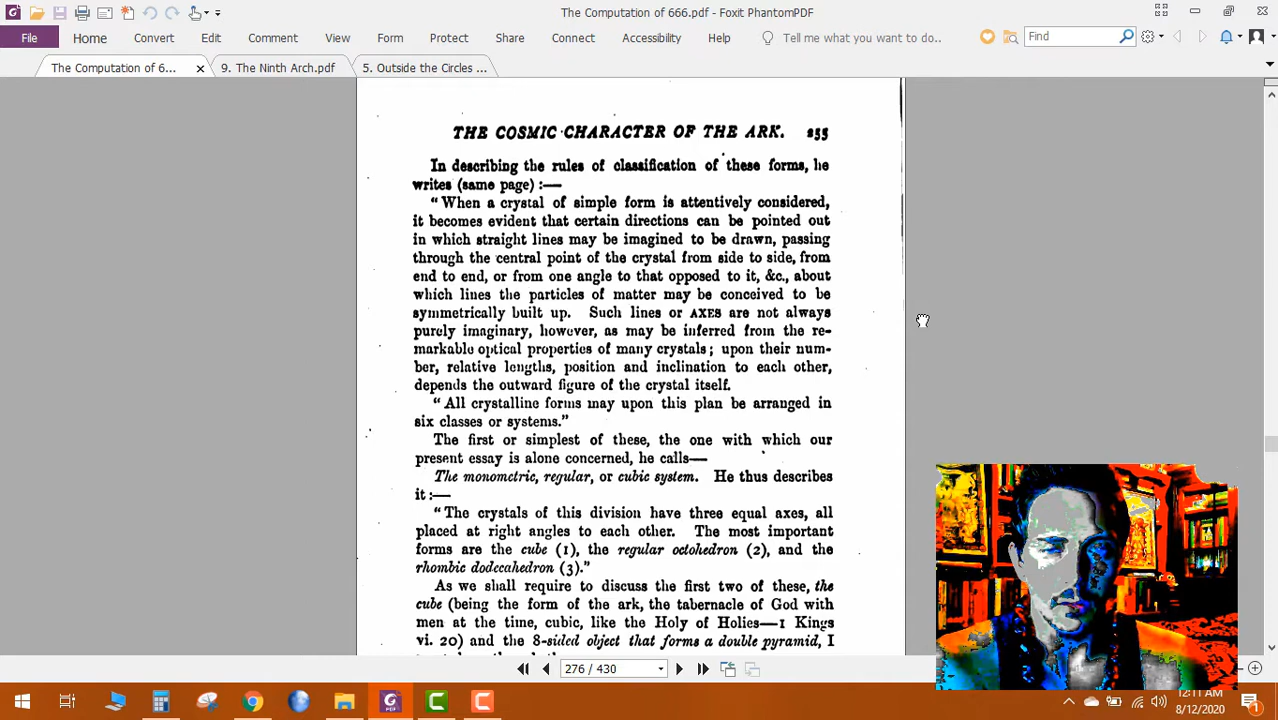 The Computation of 666.pdf - Foxit PhantomPDF
File Home Convert Edit Comment View Form Protect Share Connect Accessibility Help Tell me what you want to do.. Find
The Computation of 6... 9. The Ninth Arch.pdf 5. Outside the Circles ...
THE COSMIC CHARACTER OF THE ARK. 255
In describing the rules of classification of these forms, he
writes (same page) :—
“When a crystal of simple form is attentively considered,
it becomes evident that certain directions can be pointed out
in which straight lines may be imagined to be drawn, passing
through the central point of the crystal from side to side, from
end to end, or from one angle to that opposed to it, &c., about
which lines the particles of matter may be conceived to be
symmetrically built up. Such lines or AXES are not always
purely imaginary, however, as may be inferred from the re-
markable optical properties of many crystals; upon their num-
ber, relative lengths, position and inclination to each other,
depends the outward figure of the crystal itself.
“All crystalline forms may upon this plan be arranged in
six classes or systems.”
The first or simplest of these, the one with which our
present essay is alone concerned, he calls—
The monometric, regular, or cubic system. He thus describes
it :—
“The crystals of this division have three equal axes, all
placed at right angles to each other. The most important
forms are the cube (1), the regular octohedron (2), and the
rhombic dodecahedron (3).”
As we shall require to discuss the first two of these, the
cube (being the form of the ark, the tabernacle of God with
men at the time, cubic, like the Holy of Holies—1 Kings
vi. 20) and the 8-sided object that forms a double pyramid, I
276 / 430
12:11 AM
8/12/2020